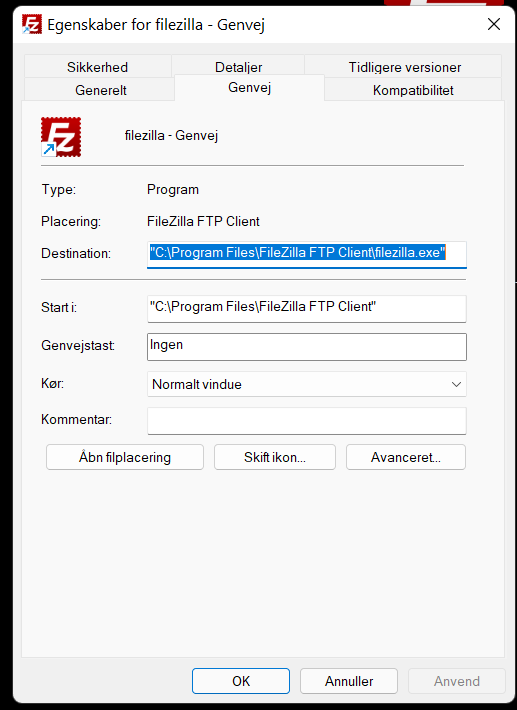 Egenskaber for filezilla - Genvej
Sikkerhed Detaljer Tidligere versioner
Generelt Genvej Kompatibilitet
filezilla - Genvej
Type: Program
Placering: FileZilla FTP Client
Destination: "C:\Program Files\FileZilla FTP Client\filezilla.exe"
Start i: "C:\Program Files\FileZilla FTP Client"
Genvejstast: Ingen
Kør: Normalt vindue
Kommentar:
Åbn filplacering Skift ikon... Avanceret...
OK Annuller Anvend